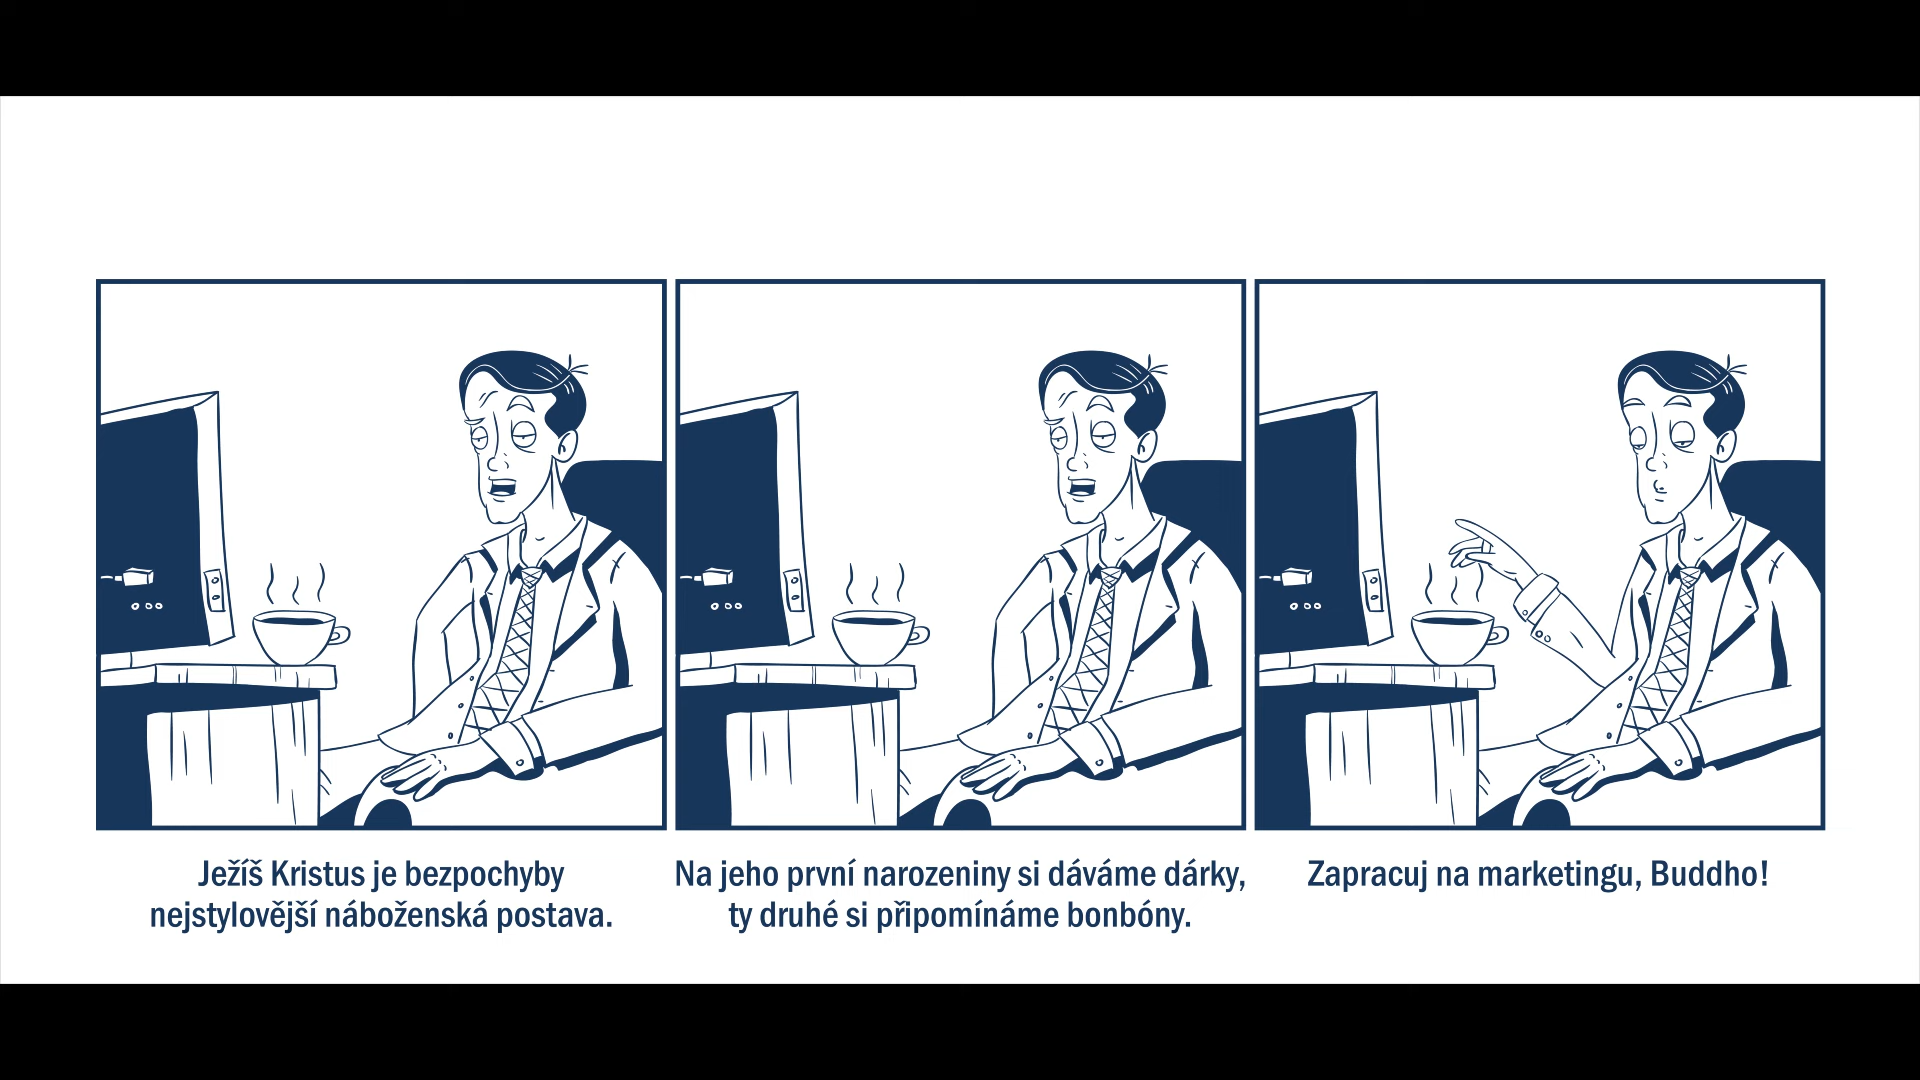 Ježíš Kristus je bezpochyby
nejstylovější náboženská postava.
Na jeho první narozeniny si dáváme dárky,
ty druhé si připomínáme bonbóny.
Zapracuj na marketingu, Buddho!